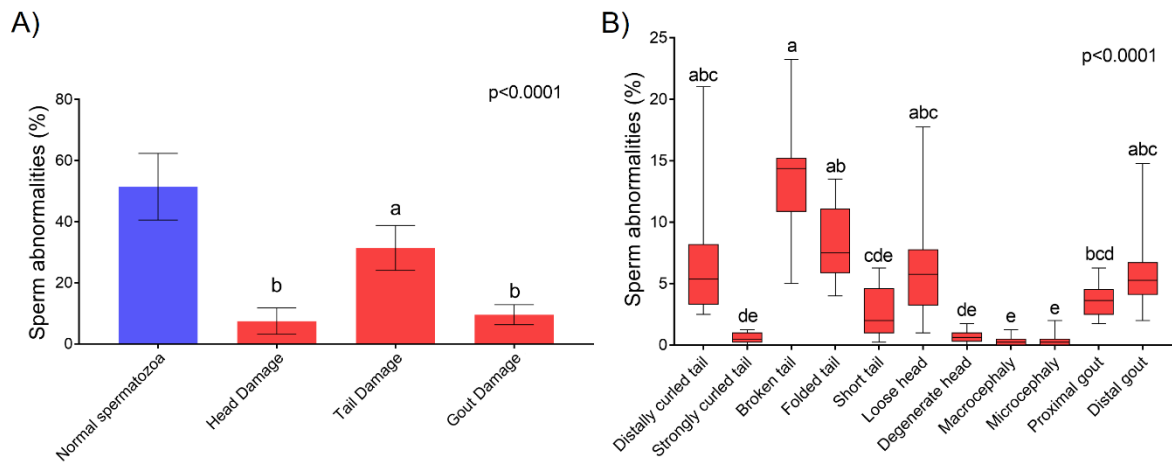 A)
p<0.0001
Sperm abnormalities (%)
80
60
40
20
0
b
a
b
Normal spermatozoa
Head Damage
Tail Damage
Gout Damage
B)
p<0.0001
Sperm abnormalities (%)
25
20
15
10
5
0
abc
de
a
ab
cde
abc
de
e
e
bcd
abc
Distally curled tail
Strongly curled tail
Broken tail
Folded tail
Short tail
Loose head
Degenerate head
Macrocephaly
Microcephaly
Proximal gout
Distal gout